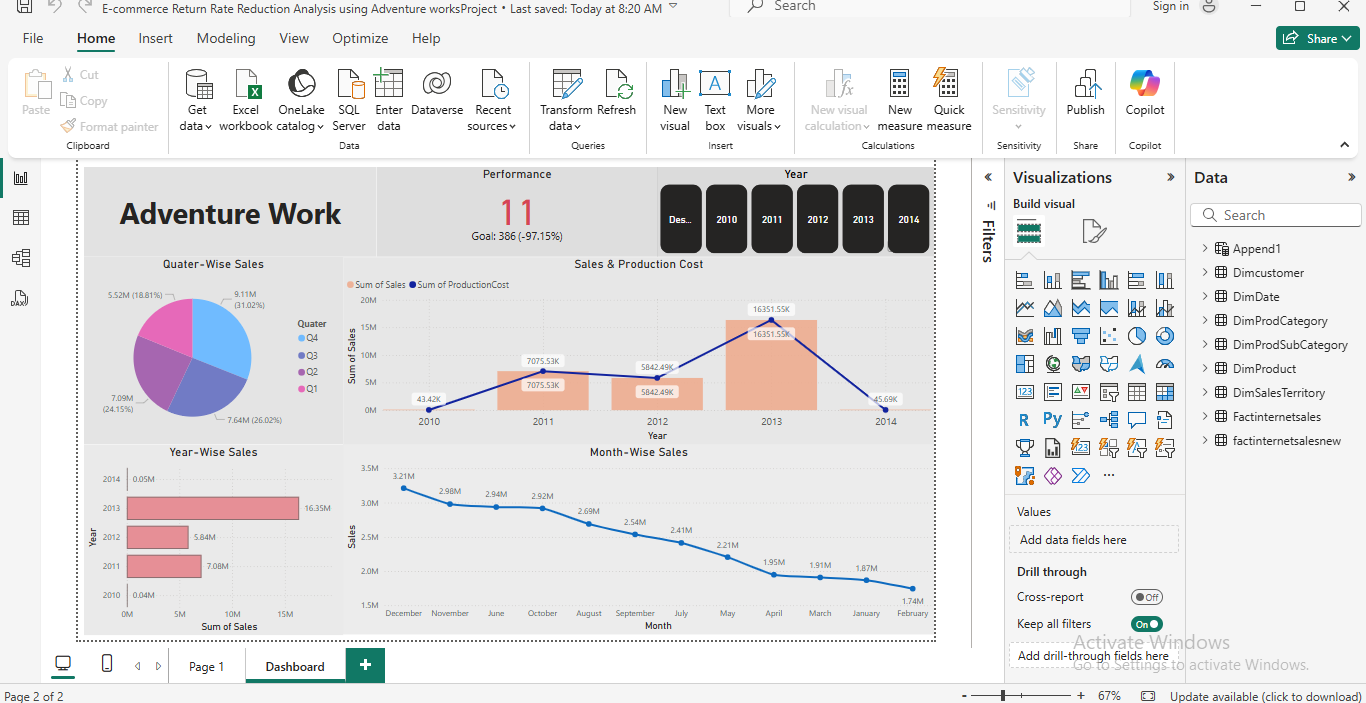 E-commerce Return Rate Reduction Analysis using Adventure worksProject • Last saved: Today at 8:20 AM
Search
Sign in
File Home Insert Modeling View Optimize Help
Share
Paste
Cut
Copy
Format painter
Clipboard
Get data
Excel workbook
OneLake catalog
SQL Server
Enter data
Dataverse
Recent sources
Data
Transform data
Refresh
Queries
New visual
Text box
More visuals
Insert
New visual calculation
New measure
Quick measure
Calculations
Sensitivity
Sensitivity
Publish
Share
Copilot
Copilot
Adventure Work
Performance
11
Goal: 386 (-97.15%)
Year
Des... 2010 2011 2012 2013 2014
Quater-Wise Sales
5.52M (18.81%)
9.11M
(31.02%)
7.09M
(24.15%)
7.64M (26.02%)
Quater
Q4
Q3
Q2
Q1
Sales & Production Cost
Sum of Sales Sum of ProductionCost
20M
15M
10M
5M
0M
Sum of Sales
43.42K
7075.53K
7075.53K
5842.49K
5842.49K
16351.55K
16351.55K
45.69K
2010 2011 2012 2013 2014
Year
Year-Wise Sales
Year
2014 0.05M
2013 16.35M
2012 5.84M
2011 7.08M
2010 0.04M
0M 5M 10M 15M
Sum of Sales
Month-Wise Sales
Sales
3.5M
3.0M
2.5M
2.0M
1.5M
3.21M 2.98M 2.94M 2.92M 2.69M 2.54M 2.41M 2.21M 1.95M 1.91M 1.87M 1.74M
December November June October August September July May April March January February
Month
Filters
Visualizations
Build visual
123
R Py
123
Values
Add data fields here
Drill through
Cross-report Off
Keep all filters On
Add drill-through fields here
Data
Search
Append1
Dimcustomer
DimDate
DimProdCategory
DimProdSubCategory
DimProduct
DimSalesTerritory
Factinternetsales
factinternetsalesnew
DAX
Activate Windows
Go to Settings to activate Windows.
Page 1 Dashboard +
Page 2 of 2
- + 67%
Update available (click to download)